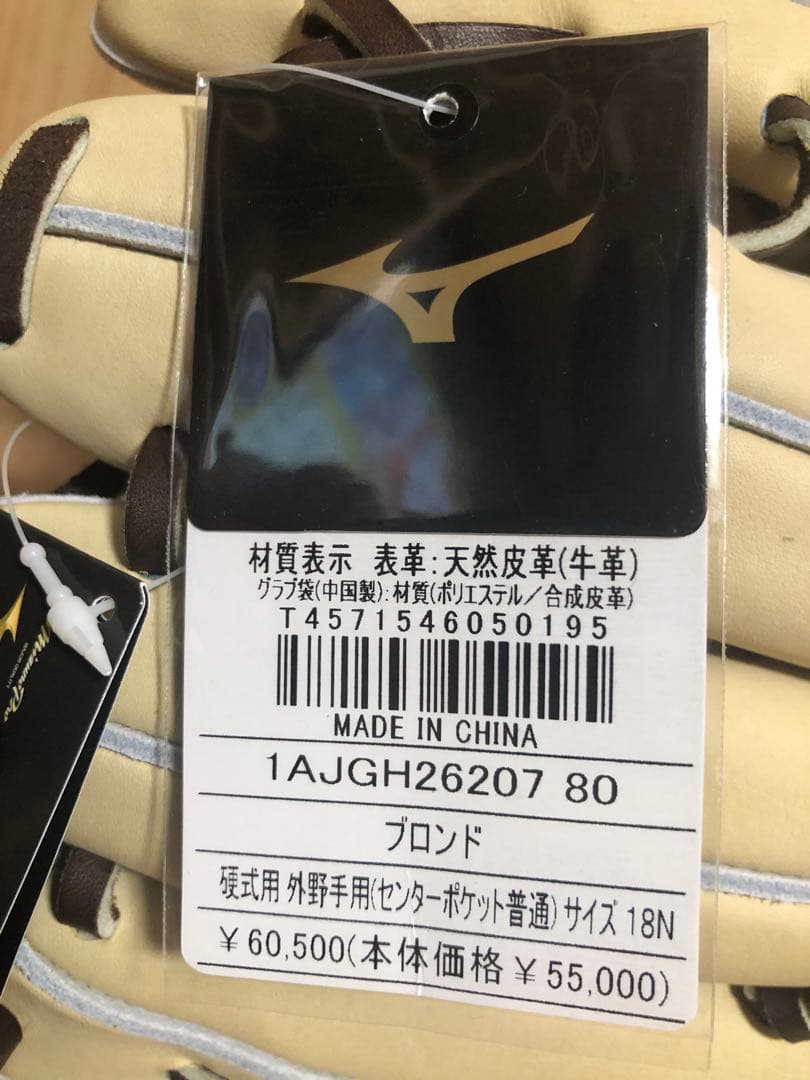 材質表示 表革:天然皮革(牛革)
グラブ袋(中国製):材質(ポリエステル/合成皮革)
T4571546050195
MADE IN CHINA
1AJGH26207 80
ブロンド
硬式用 外野手用(センターポケット普通)サイズ 18N
¥60,500(本体価格¥55,000)
Mizuno Pro